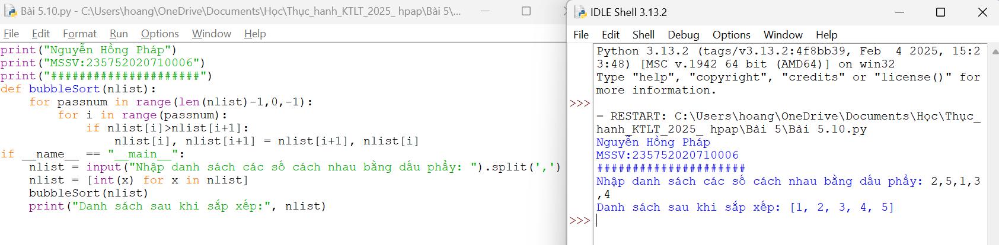 Bài 5.10.py - C:\Users\hoang\OneDrive\Documents\Học\Thực_hanh_KTLT_2025_ hpap\Bài 5\...
File Edit Format Run Options Window Help
print("Nguyễn Hồng Pháp")
print("MSSV:235752020710006")
print("#####################")
def bubbleSort(nlist):
    for passnum in range(len(nlist)-1,0,-1):
        for i in range(passnum):
            if nlist[i]>nlist[i+1]:
                nlist[i], nlist[i+1] = nlist[i+1], nlist[i]
if __name__ == "__main__":
    nlist = input("Nhập danh sách các số cách nhau bằng dấu phẩy: ").split(',')
    nlist = [int(x) for x in nlist]
    bubbleSort(nlist)
    print("Danh sách sau khi sắp xếp:", nlist)
IDLE Shell 3.13.2
File Edit Shell Debug Options Window Help
Python 3.13.2 (tags/v3.13.2:4f8bb39, Feb  4 2025, 15:2
3:48) [MSC v.1942 64 bit (AMD64)] on win32
Type "help", "copyright", "credits" or "license()" for
more information.
>>>
= RESTART: C:\Users\hoang\OneDrive\Documents\Học\Thực_
hanh_KTLT_2025_ hpap\Bài 5\Bài 5.10.py
Nguyễn Hồng Pháp
MSSV:235752020710006
#####################
Nhập danh sách các số cách nhau bằng dấu phẩy: 2,5,1,3
,4
Danh sách sau khi sắp xếp: [1, 2, 3, 4, 5]
>>>